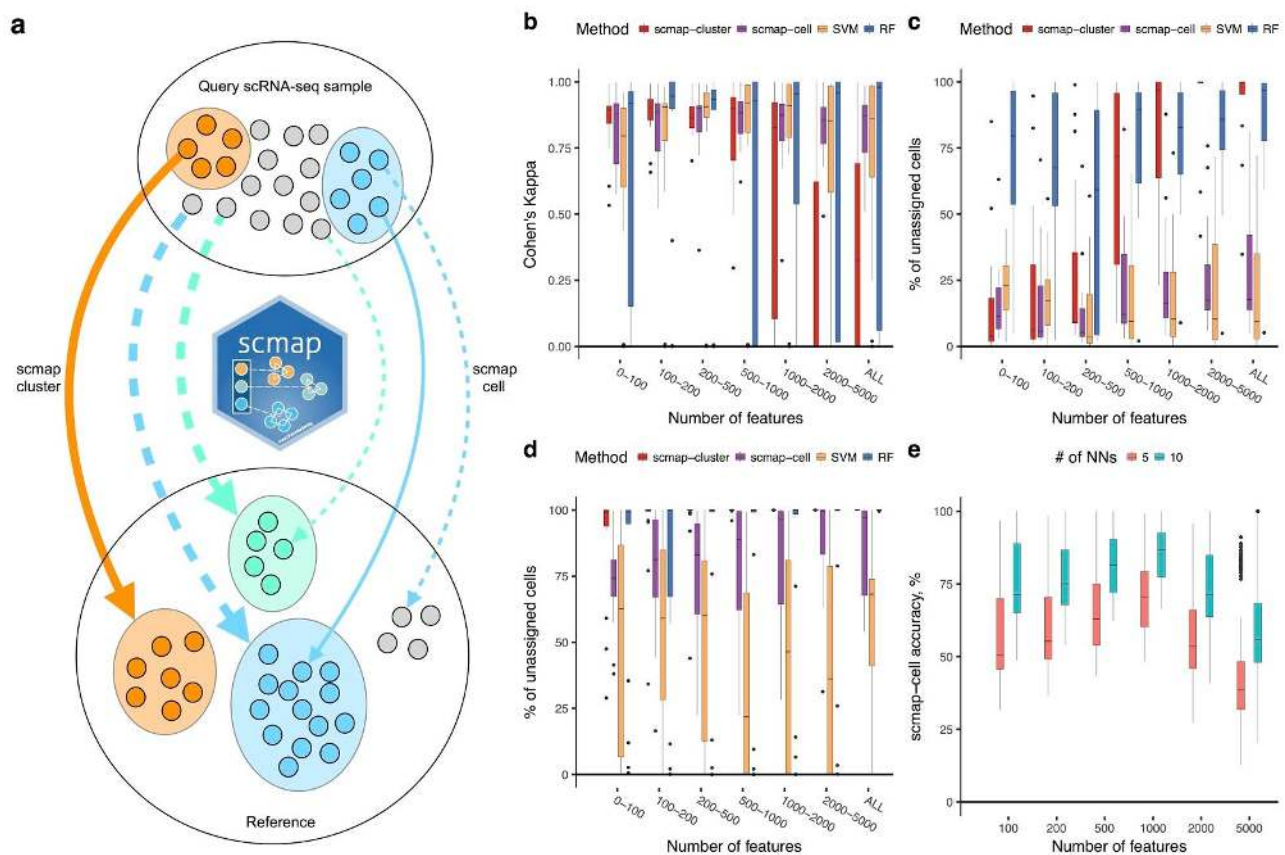 a
Query scRNA-seq sample
scmap
cluster
scmap
scmap
cell
Reference
b
Method scmap-cluster scmap-cell SVM RF
Cohen's Kappa
1.00
0.75
0.50
0.25
0.00
0-100
100-200
200-500
500-1000
1000-2000
2000-5000
ALL
Number of features
c
Method scmap-cluster scmap-cell SVM RF
% of unassigned cells
100
75
50
25
0
0-100
100-200
200-500
500-1000
1000-2000
2000-5000
ALL
Number of features
d
Method scmap-cluster scmap-cell SVM RF
% of unassigned cells
100
75
50
25
0
0-100
100-200
200-500
500-1000
1000-2000
2000-5000
ALL
Number of features
e
# of NNs 5 10
scmap-cell accuracy, %
100
75
50
25
0
100
200
500
1000
2000
5000
Number of features